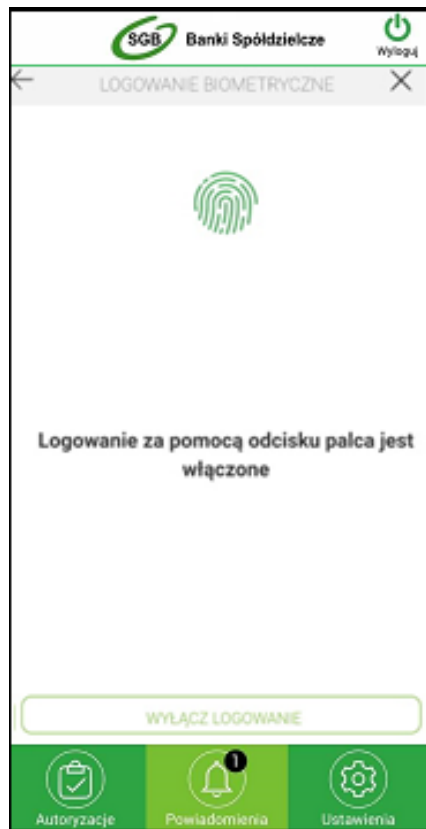 SGB Banki Spółdzielcze
Wyloguj
LOGOWANIE BIOMETRYCZNE
Logowanie za pomocą odcisku palca jest
włączone
WYŁĄCZ LOGOWANIE
1
Autoryzacje Powiadomienia Ustawienia